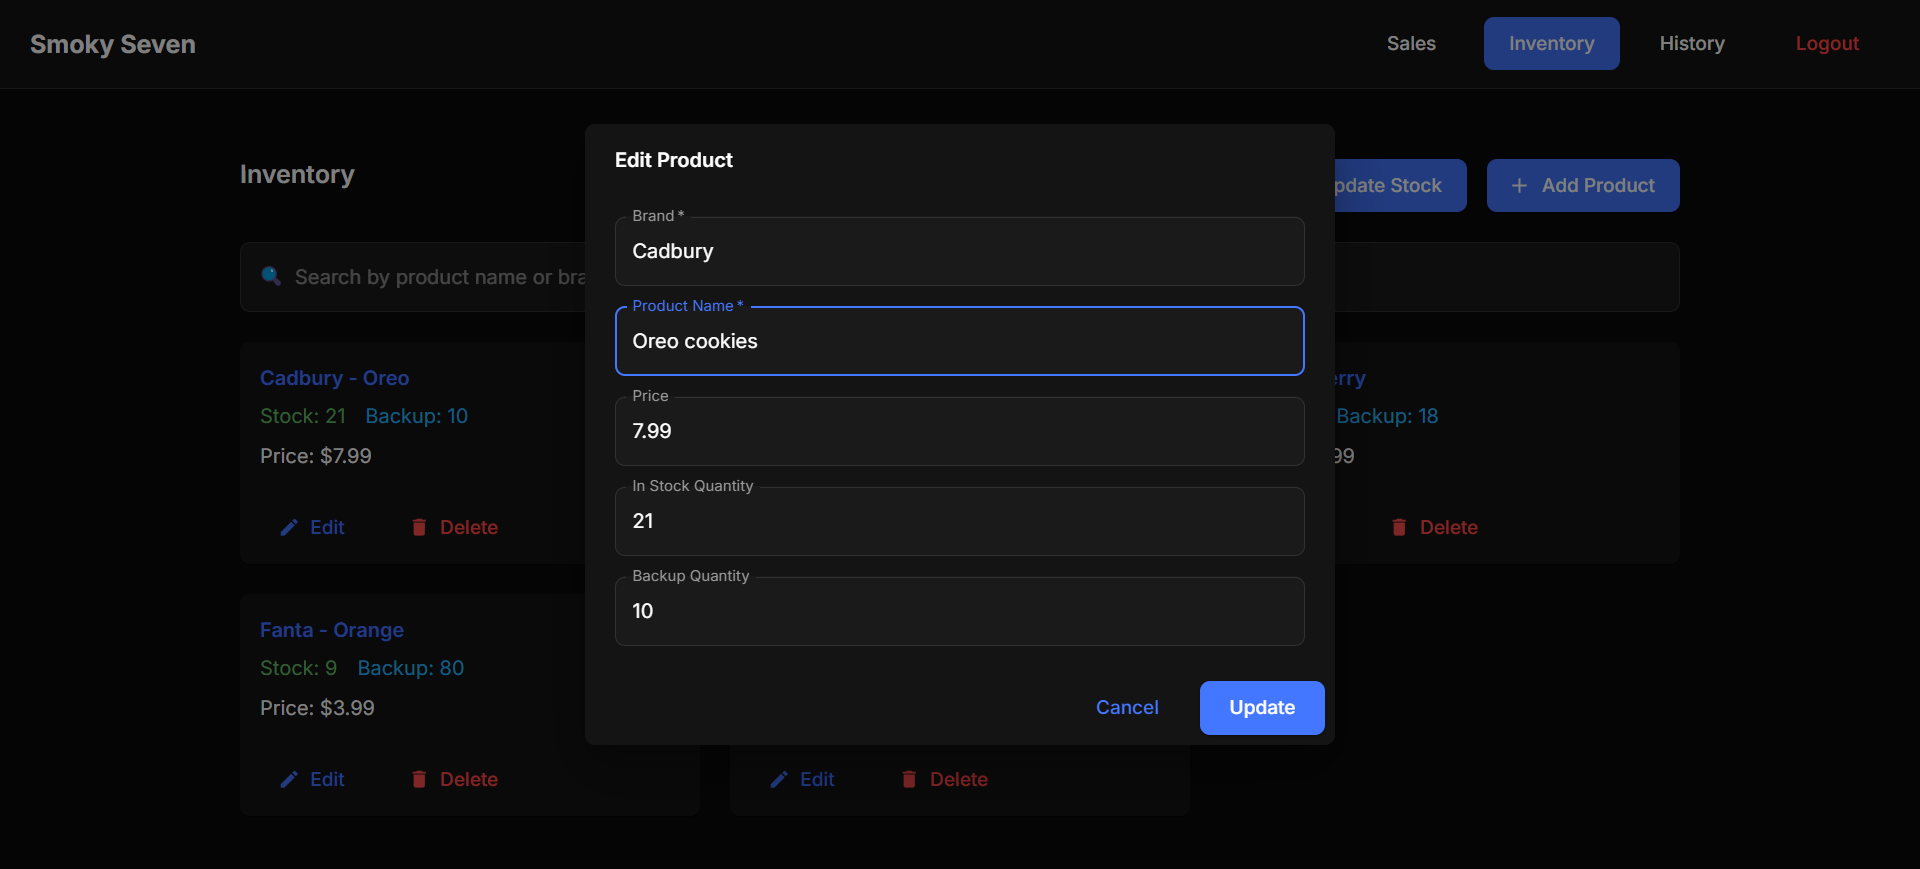 Smoky Seven
Sales
Inventory
History
Logout
Inventory
pdate Stock
+ Add Product
Search by product name or bra
Edit Product
Brand *
Cadbury
Product Name *
Oreo cookies
Price
7.99
In Stock Quantity
21
Backup Quantity
10
Cancel
Update
Cadbury - Oreo
Stock: 21 Backup: 10
Price: $7.99
Edit
Delete
erry
Backup: 18
99
Delete
Fanta - Orange
Stock: 9 Backup: 80
Price: $3.99
Edit
Delete
Edit
Delete